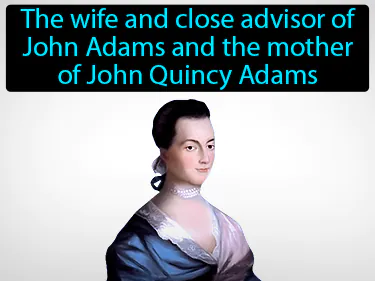 The wife and close advisor of
John Adams and the mother
of John Quincy Adams